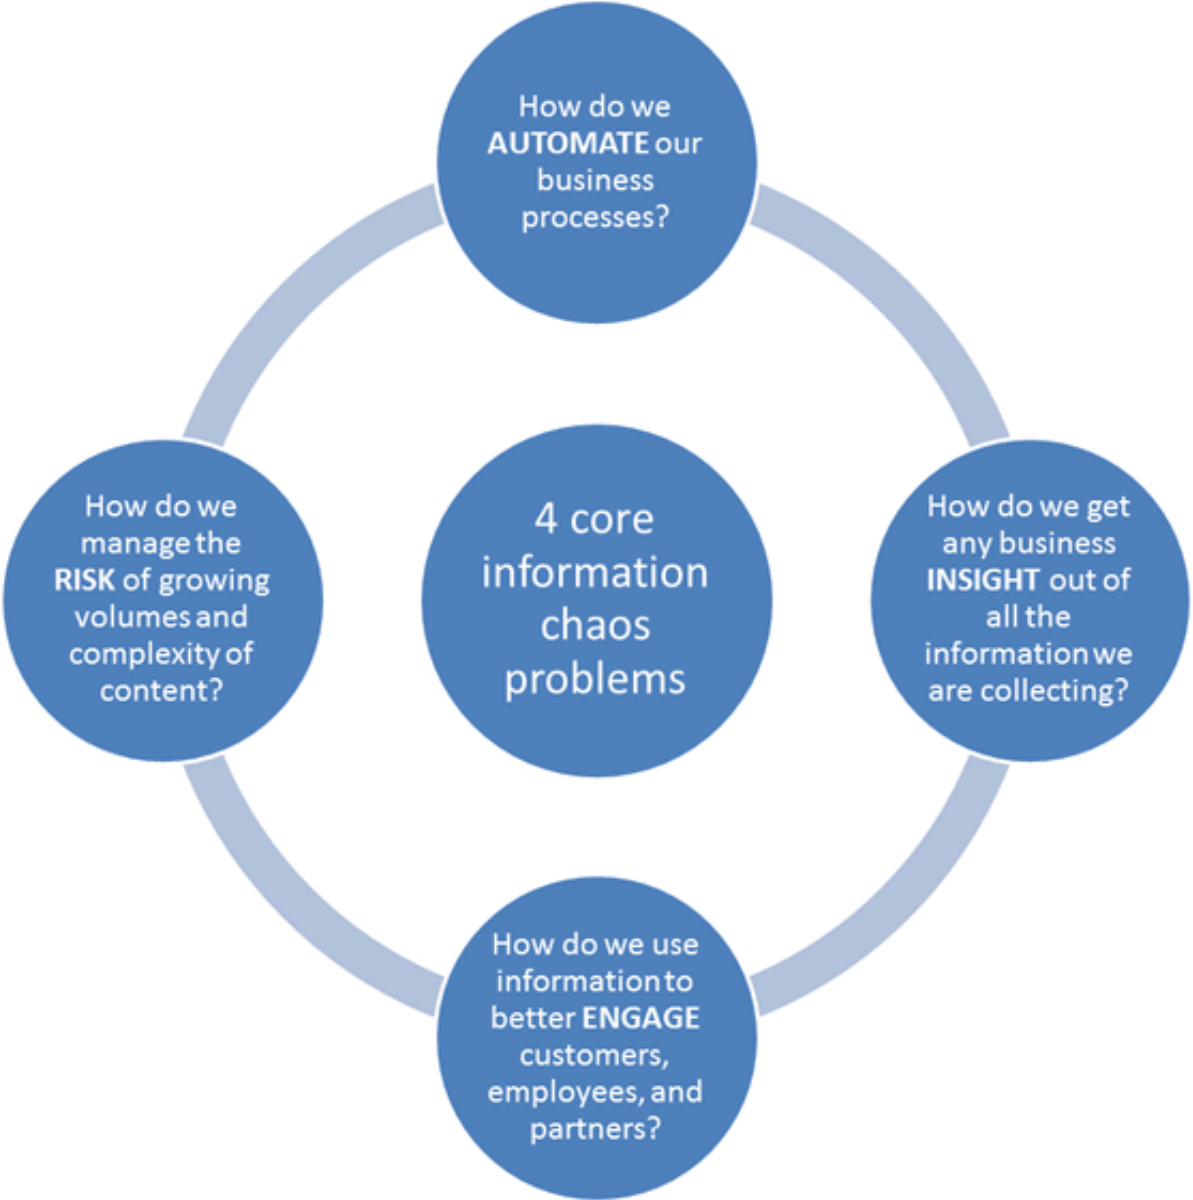 How do we
AUTOMATE our
business
processes?
How do we
manage the
RISK of growing
volumes and
complexity of
content?
4 core
information
chaos
problems
How do we get
any business
INSIGHT out of
all the
information we
are collecting?
How do we use
information to
better ENGAGE
customers,
employees, and
partners?